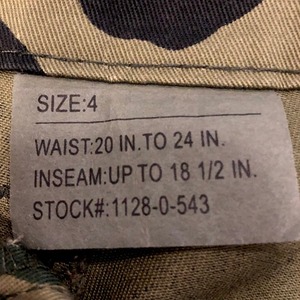 SIZE:4
WAIST:20 IN.TO 24 IN.
INSEAM:UP TO 18 1/2 IN.
STOCK#:1128-0-543